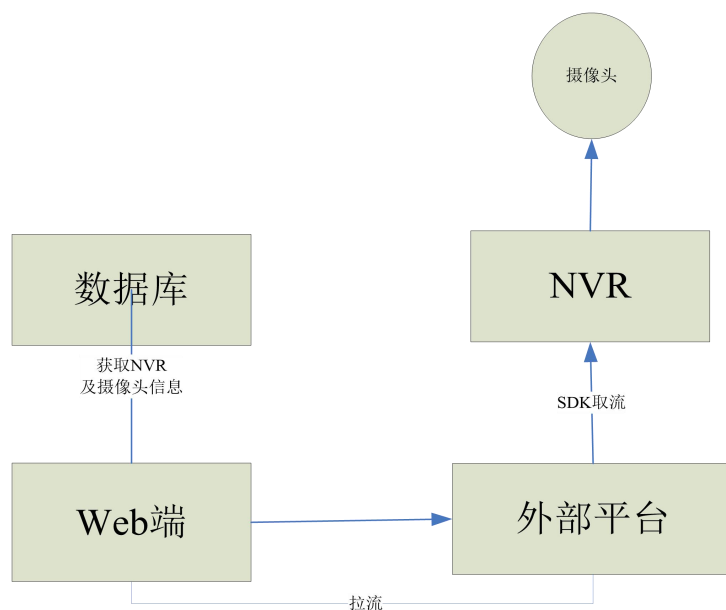 摄像头
数据库
NVR
获取NVR
及摄像头信息
SDK取流
Web端
外部平台
拉流